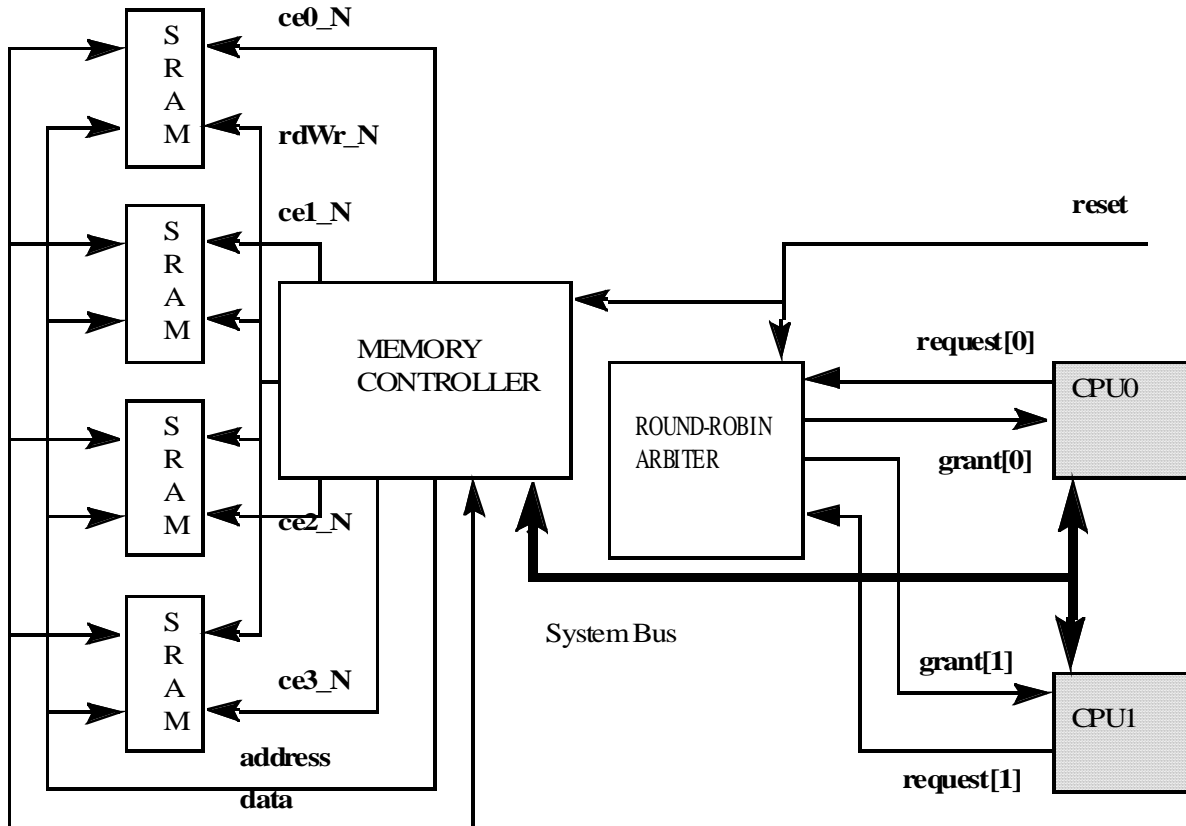 ce0_N
S
R
A
M
rdWr_N
ce1_N
S
R
A
M
reset
MEMORY
CONTROLLER
request[0]
CPU0
ROUND-ROBIN
ARBITER
grant[0]
S
R
A
M
ce2_N
System Bus
S
R
A
M
ce3_N
grant[1]
CPU1
address
request[1]
data